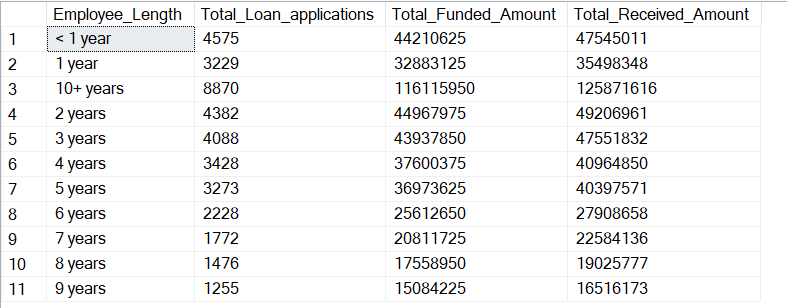 Employee_Length Total_Loan_applications Total_Funded_Amount Total_Received_Amount
1 < 1 year 4575 44210625 47545011
2 1 year 3229 32883125 35498348
3 10+ years 8870 116115950 125871616
4 2 years 4382 44967975 49206961
5 3 years 4088 43937850 47551832
6 4 years 3428 37600375 40964850
7 5 years 3273 36973625 40397571
8 6 years 2228 25612650 27908658
9 7 years 1772 20811725 22584136
10 8 years 1476 17558950 19025777
11 9 years 1255 15084225 16516173